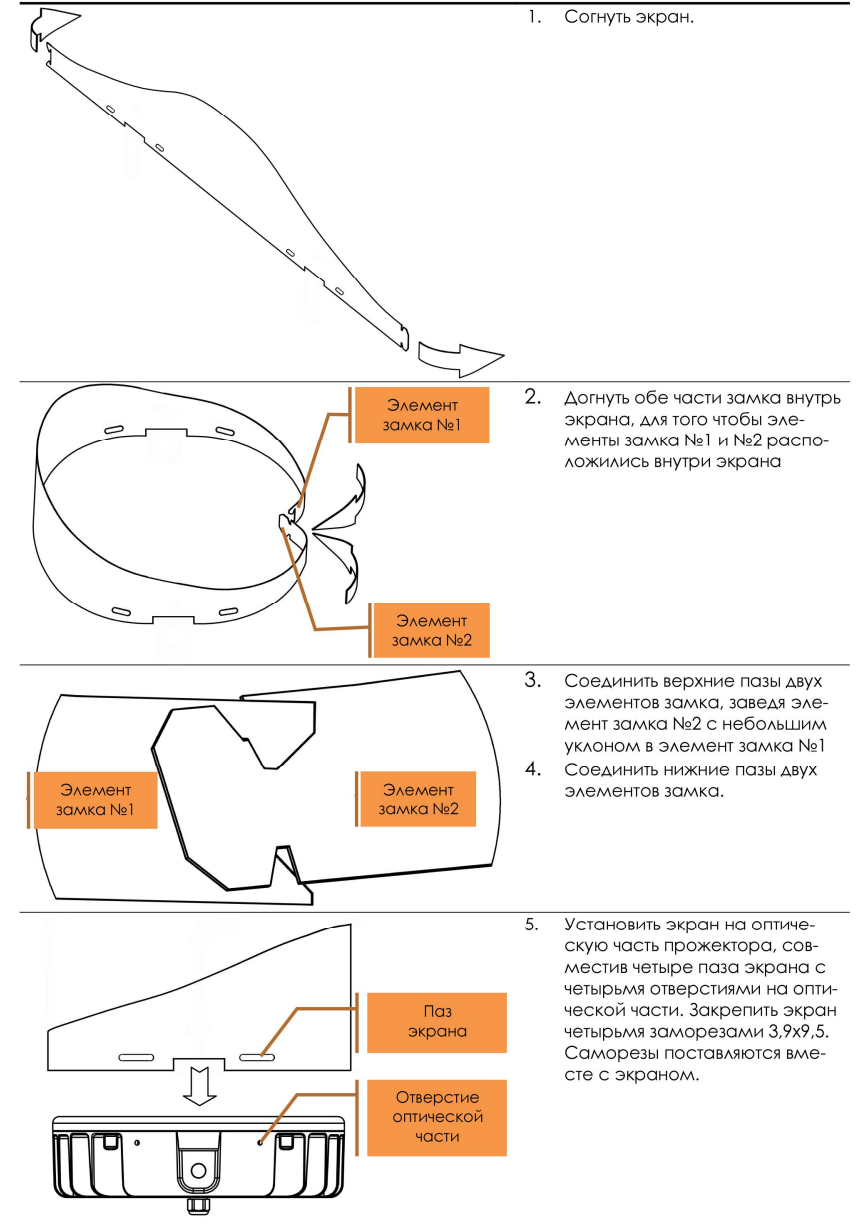 1. Согнуть экран.
Элемент
замка №1
Элемент
замка №2
2. Догнуть обе части замка внутрь
экрана, для того чтобы эле-
менты замка №1 и №2 распо-
ложились внутри экрана
Элемент
замка №1
Элемент
замка №2
3. Соединить верхние пазы двух
элементов замка, заведя эле-
мент замка №2 с небольшим
уклоном в элемент замка №1
4. Соединить нижние пазы двух
элементов замка.
Паз
экрана
Отверстие
оптической
части
5. Установить экран на оптиче-
скую часть прожектора, сов-
местив четыре паза экрана с
четырьмя отверстиями на опти-
ческой части. Закрепить экран
четырьмя заморезами 3,9х9,5.
Саморезы поставляются вме-
сте с экраном.